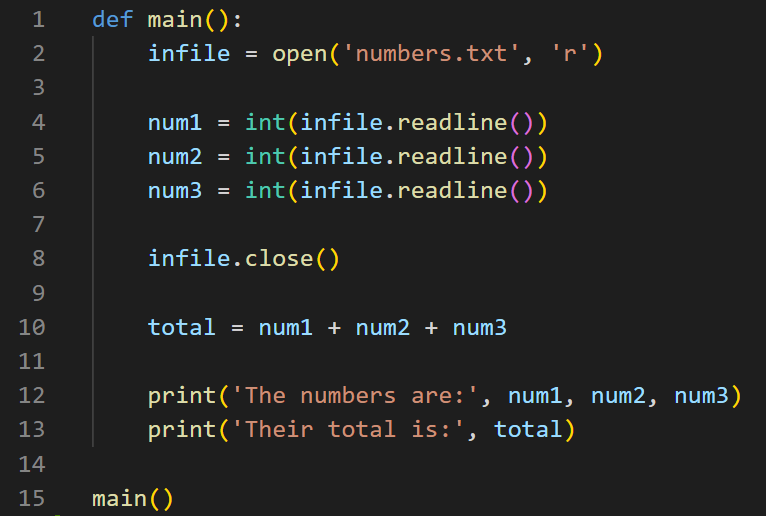 1 def main():
2     infile = open('numbers.txt', 'r')
3
4     num1 = int(infile.readline())
5     num2 = int(infile.readline())
6     num3 = int(infile.readline())
7
8     infile.close()
9
10     total = num1 + num2 + num3
11
12     print('The numbers are:', num1, num2, num3)
13     print('Their total is:', total)
14
15 main()